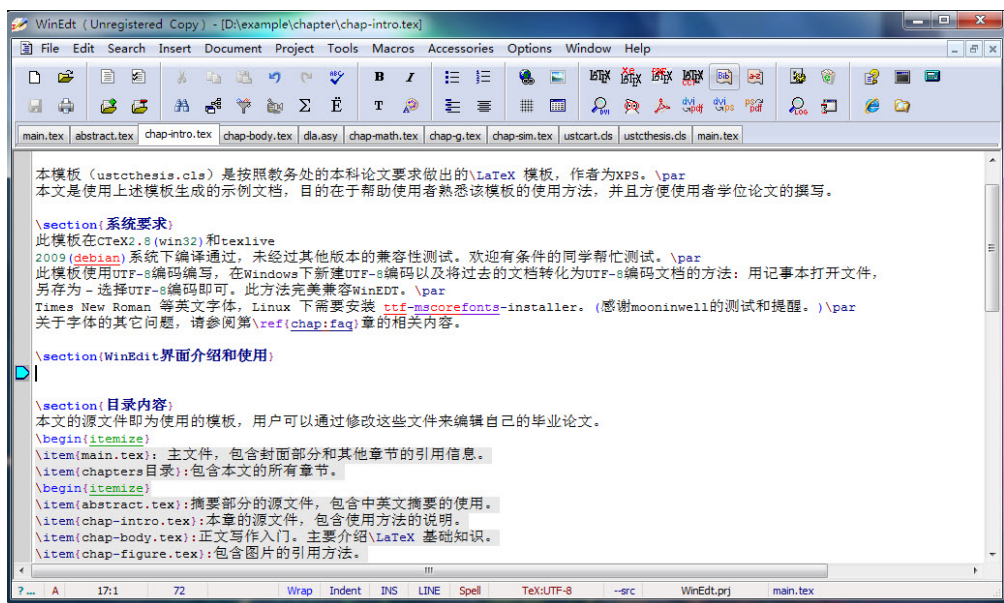 WinEdt (Unregistered Copy) - [D:\example\chapter\chap-intro.tex]
File Edit Search Insert Document Project Tools Macros Accessories Options Window Help
main.tex abstract.tex chap-intro.tex chap-body.tex dla.asy chap-math.tex chap-g.tex chap-sim.tex ustcart.cls ustcthesis.cls main.tex
本模板（ustcthesis.cls）是按照教务处的本科论文要求做出的\LaTeX 模板，作者为XPS。\par
本文是使用上述模板生成的示例文档，目的在于帮助使用者熟悉该模板的使用方法，并且方便使用者学位论文的撰写。
\section{系统要求}
此模板在CTeX2.8(win32)和texlive
2009(debian)系统下编译通过，未经过其他版本的兼容性测试。欢迎有条件的同学帮忙测试。\par
此模板使用UTF-8编码编写，在Windows下新建UTF-8编码以及将过去的文档转化为UTF-8编码文档的方法：用记事本打开文件，
另存为－选择UTF-8编码即可。此方法完美兼容WinEDT。\par
Times New Roman 等英文字体，Linux 下需要安装 ttf-mscorefonts-installer。(感谢mooninwell的测试和提醒。)\par
关于字体的其它问题，请参阅第\ref{chap:faq}章的相关内容。
\section{WinEdit界面介绍和使用}
\section{目录内容}
本文的源文件即为使用的模板，用户可以通过修改这些文件来编辑自己的毕业论文。
\begin{itemize}
\item{main.tex}: 主文件，包含封面部分和其他章节的引用信息。
\item{chapters目录}:包含本文的所有章节。
\begin{itemize}
\item{abstract.tex}:摘要部分的源文件，包含中英文摘要的使用。
\item{chap-intro.tex}:本章的源文件，包含使用方法的说明。
\item{chap-body.tex}:正文写作入门。主要介绍\LaTeX 基础知识。
\item{chap-figure.tex}:包含图片的引用方法。
?... A 17:1 72 Wrap Indent INS LINE Spell TeX:UTF-8 --src WinEdt.prj main.tex